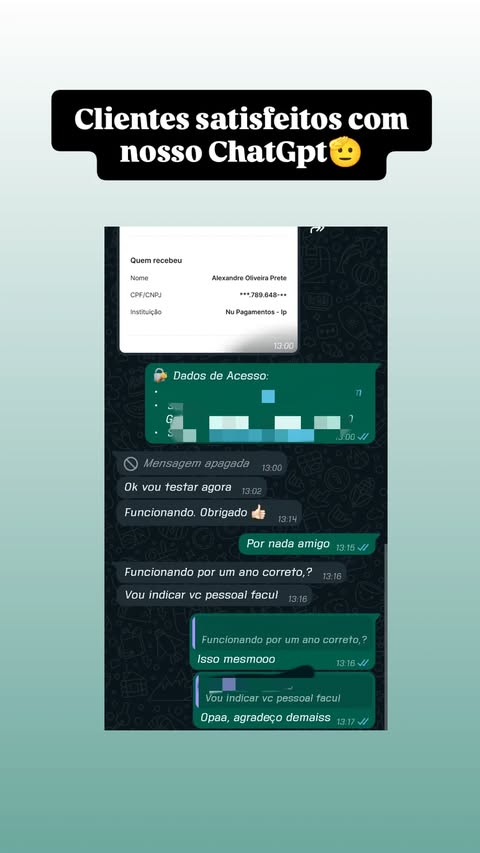 Clientes satisfeitos com
nosso ChatGpt🫡
Quem recebeu
Nome Alexandre Oliveira Prete
CPF/CNPJ ***.789.648-**
Instituição Nu Pagamentos - Ip
13:00
🔐 Dados de Acesso:
13:00
Mensagem apagada 13:00
Ok vou testar agora 13:02
Funcionando. Obrigado 👍🏻 13:14
Por nada amigo 13:15
Funcionando por um ano correto,? 13:16
Vou indicar vc pessoal facul 13:16
Funcionando por um ano correto,?
Isso mesmooo 13:16
Vou indicar vc pessoal facul
Opaa, agradeço demaiss 13:17